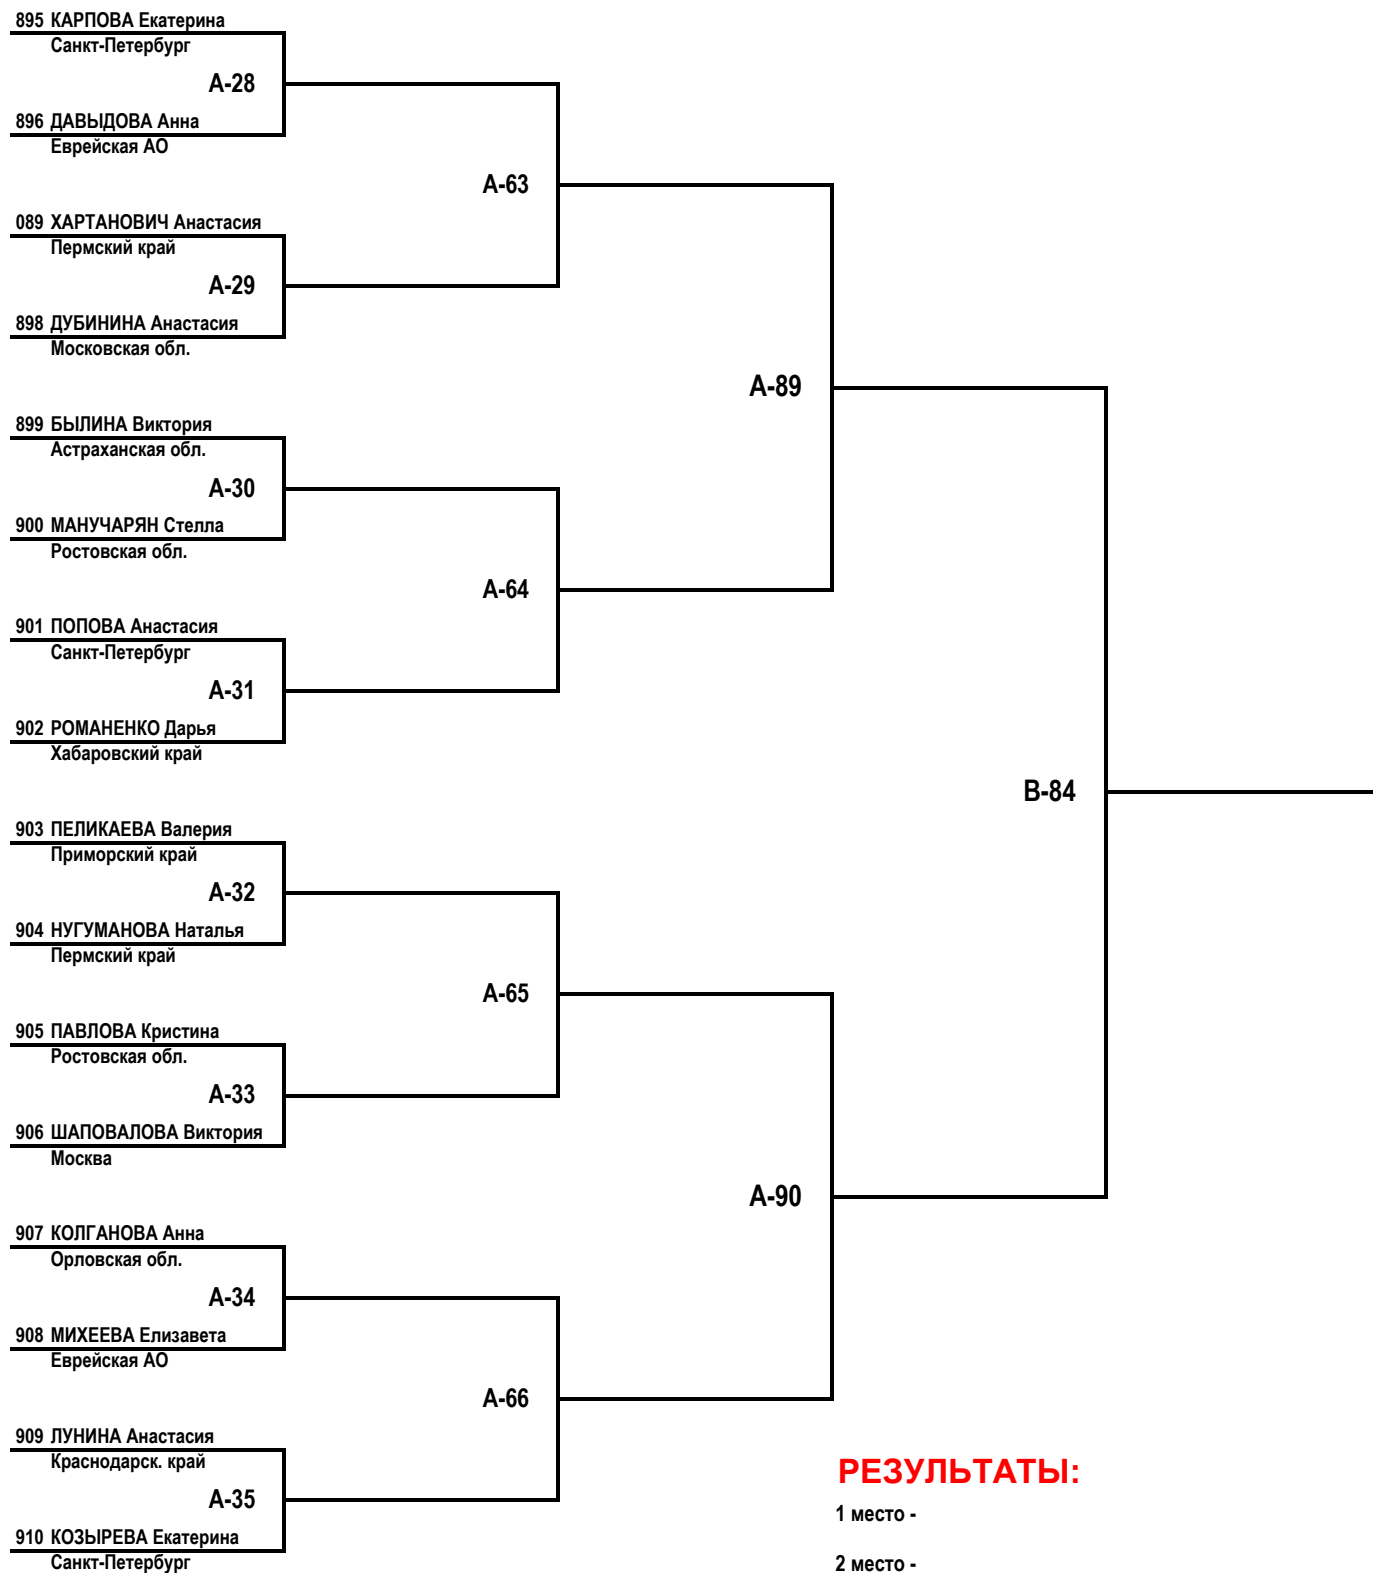 895 КАРПОВА Екатерина
Санкт-Петербург
А-28
896 ДАВЫДОВА Анна
Еврейская АО
А-63
089 ХАРТАНОВИЧ Анастасия
Пермский край
А-29
898 ДУБИНИНА Анастасия
Московская обл.
А-89
899 БЫЛИНА Виктория
Астраханская обл.
А-30
900 МАНУЧАРЯН Стелла
Ростовская обл.
А-64
901 ПОПОВА Анастасия
Санкт-Петербург
А-31
902 РОМАНЕНКО Дарья
Хабаровский край
В-84
903 ПЕЛИКАЕВА Валерия
Приморский край
А-32
904 НУГУМАНОВА Наталья
Пермский край
А-65
905 ПАВЛОВА Кристина
Ростовская обл.
А-33
906 ШАПОВАЛОВА Виктория
Москва
А-90
907 КОЛГАНОВА Анна
Орловская обл.
А-34
908 МИХЕЕВА Елизавета
Еврейская АО
А-66
909 ЛУНИНА Анастасия
Краснодарск. край
А-35
910 КОЗЫРЕВА Екатерина
Санкт-Петербург
РЕЗУЛЬТАТЫ:
1 место -
2 место -